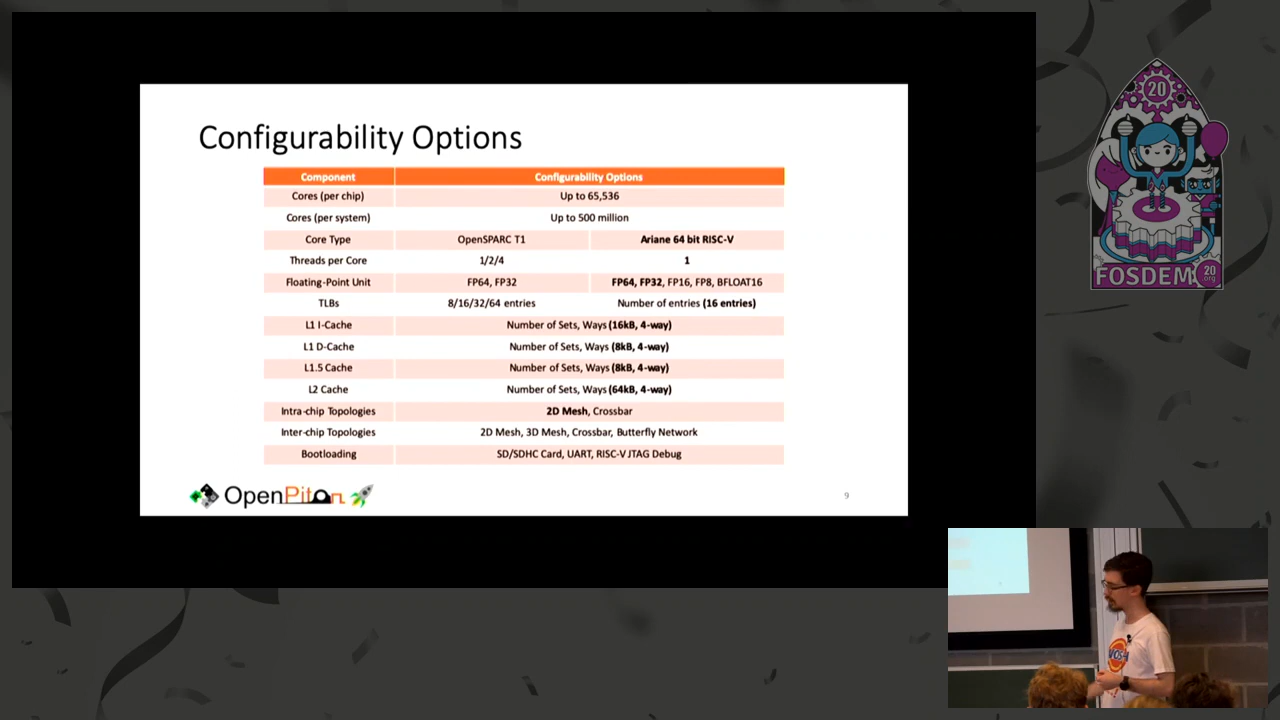 Configurability Options
Component Configurability Options
Cores (per chip) Up to 65,536
Cores (per system) Up to 500 million
Core Type OpenSPARC T1 Ariane 64 bit RISC-V
Threads per Core 1/2/4 1
Floating-Point Unit FP64, FP32 FP64, FP32, FP16, FP8, BFLOAT16
TLBs 8/16/32/64 entries Number of entries (16 entries)
L1 I-Cache Number of Sets, Ways (16kB, 4-way)
L1 D-Cache Number of Sets, Ways (8kB, 4-way)
L1.5 Cache Number of Sets, Ways (8kB, 4-way)
L2 Cache Number of Sets, Ways (64kB, 4-way)
Intra-chip Topologies 2D Mesh, Crossbar
Inter-chip Topologies 2D Mesh, 3D Mesh, Crossbar, Butterfly Network
Bootloading SD/SDHC Card, UART, RISC-V JTAG Debug
OpenPiton
9
20
FOSDEM 20
.org